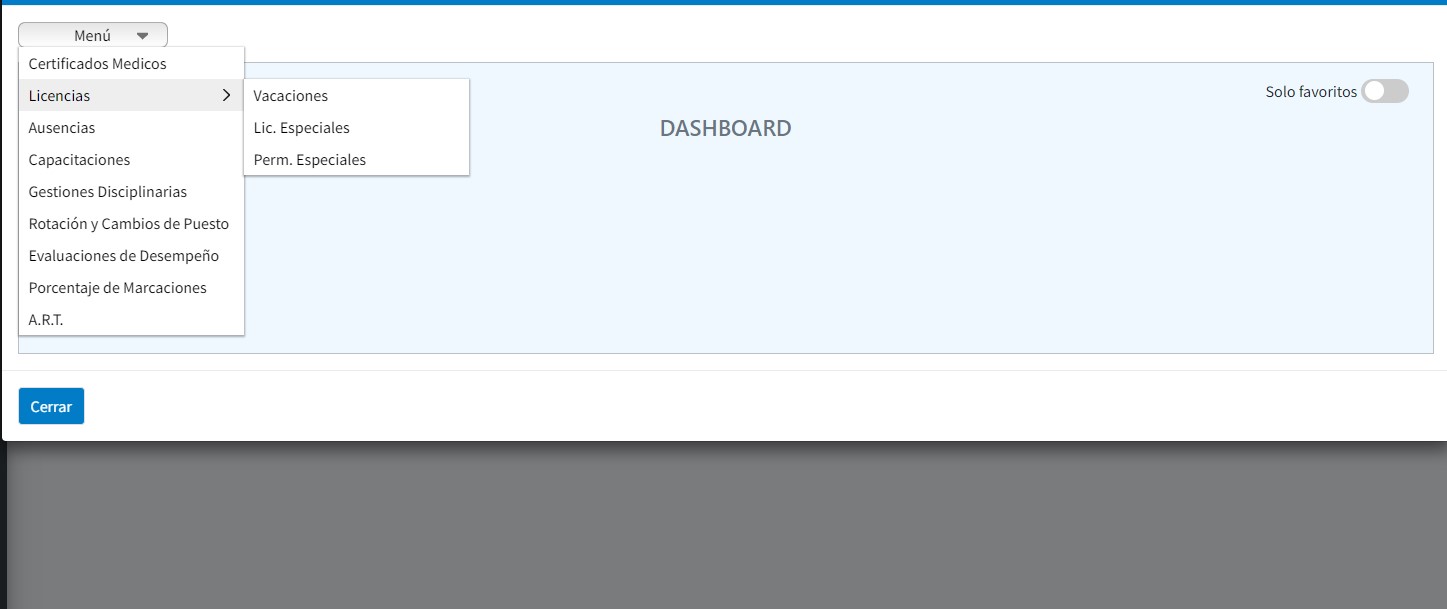 Menú
Certificados Medicos
Licencias
Vacaciones
Solo favoritos
Ausencias
Lic. Especiales
DASHBOARD
Capacitaciones
Perm. Especiales
Gestiones Disciplinarias
Rotación y Cambios de Puesto
Evaluaciones de Desempeño
Porcentaje de Marcaciones
A.R.T.
Cerrar